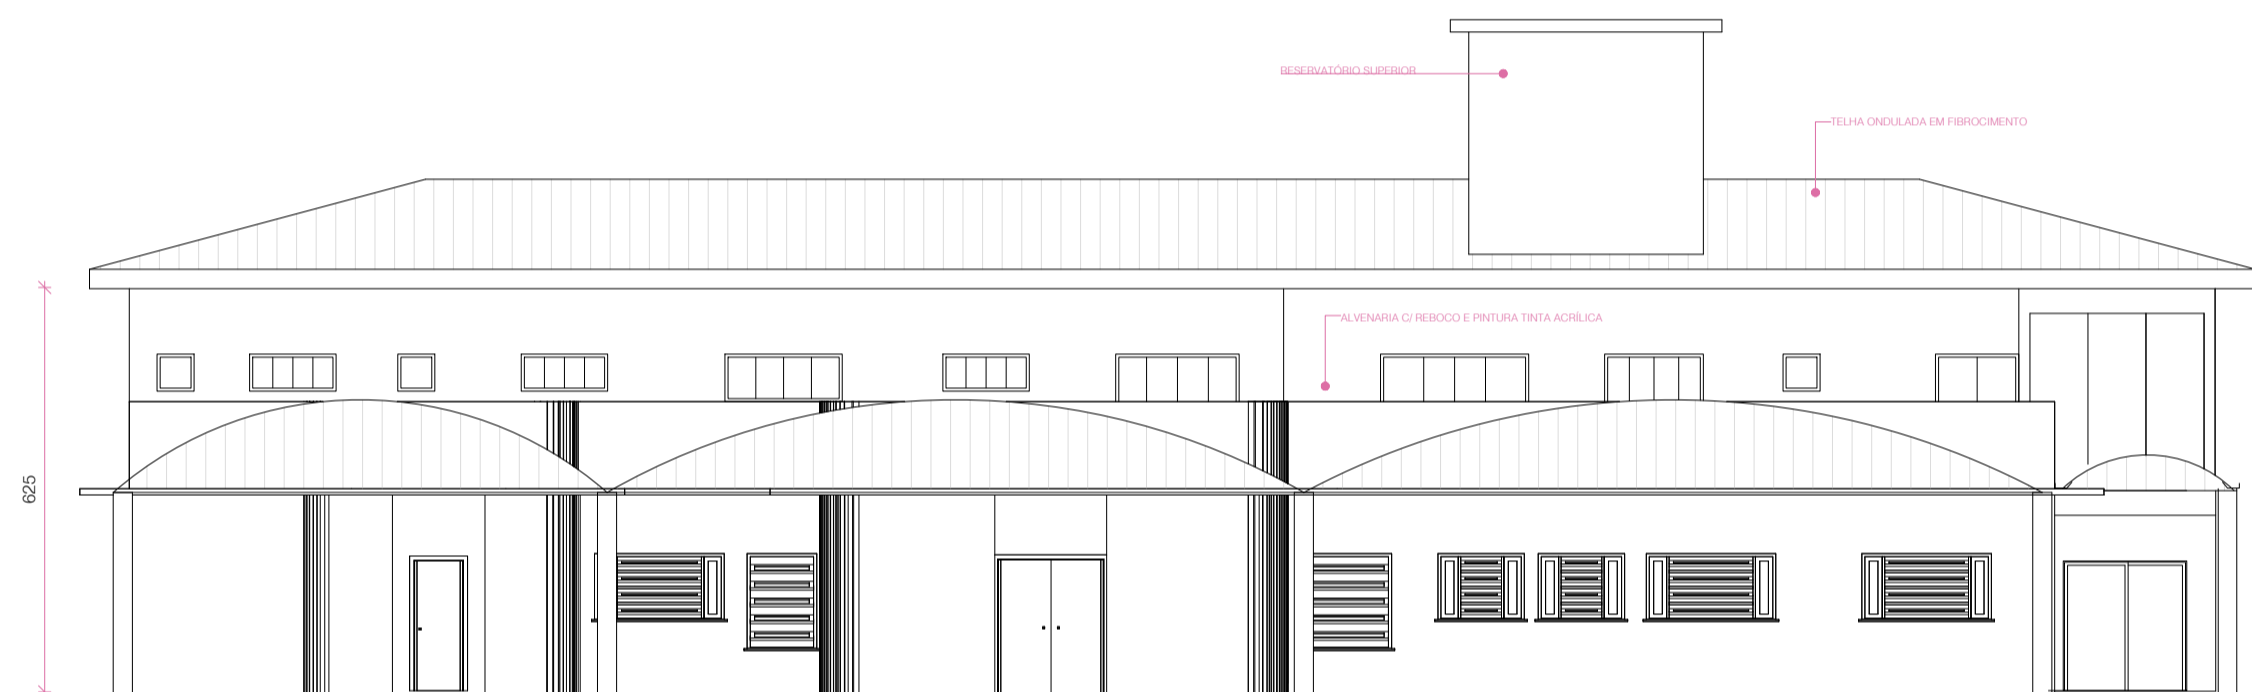 RESERVATÓRIO SUPERIOR
TELHA ONDULADA EM FIBROCIMENTO
ALVENARIA C/ REBOCO E PINTURA TINTA ACRÍLICA
625